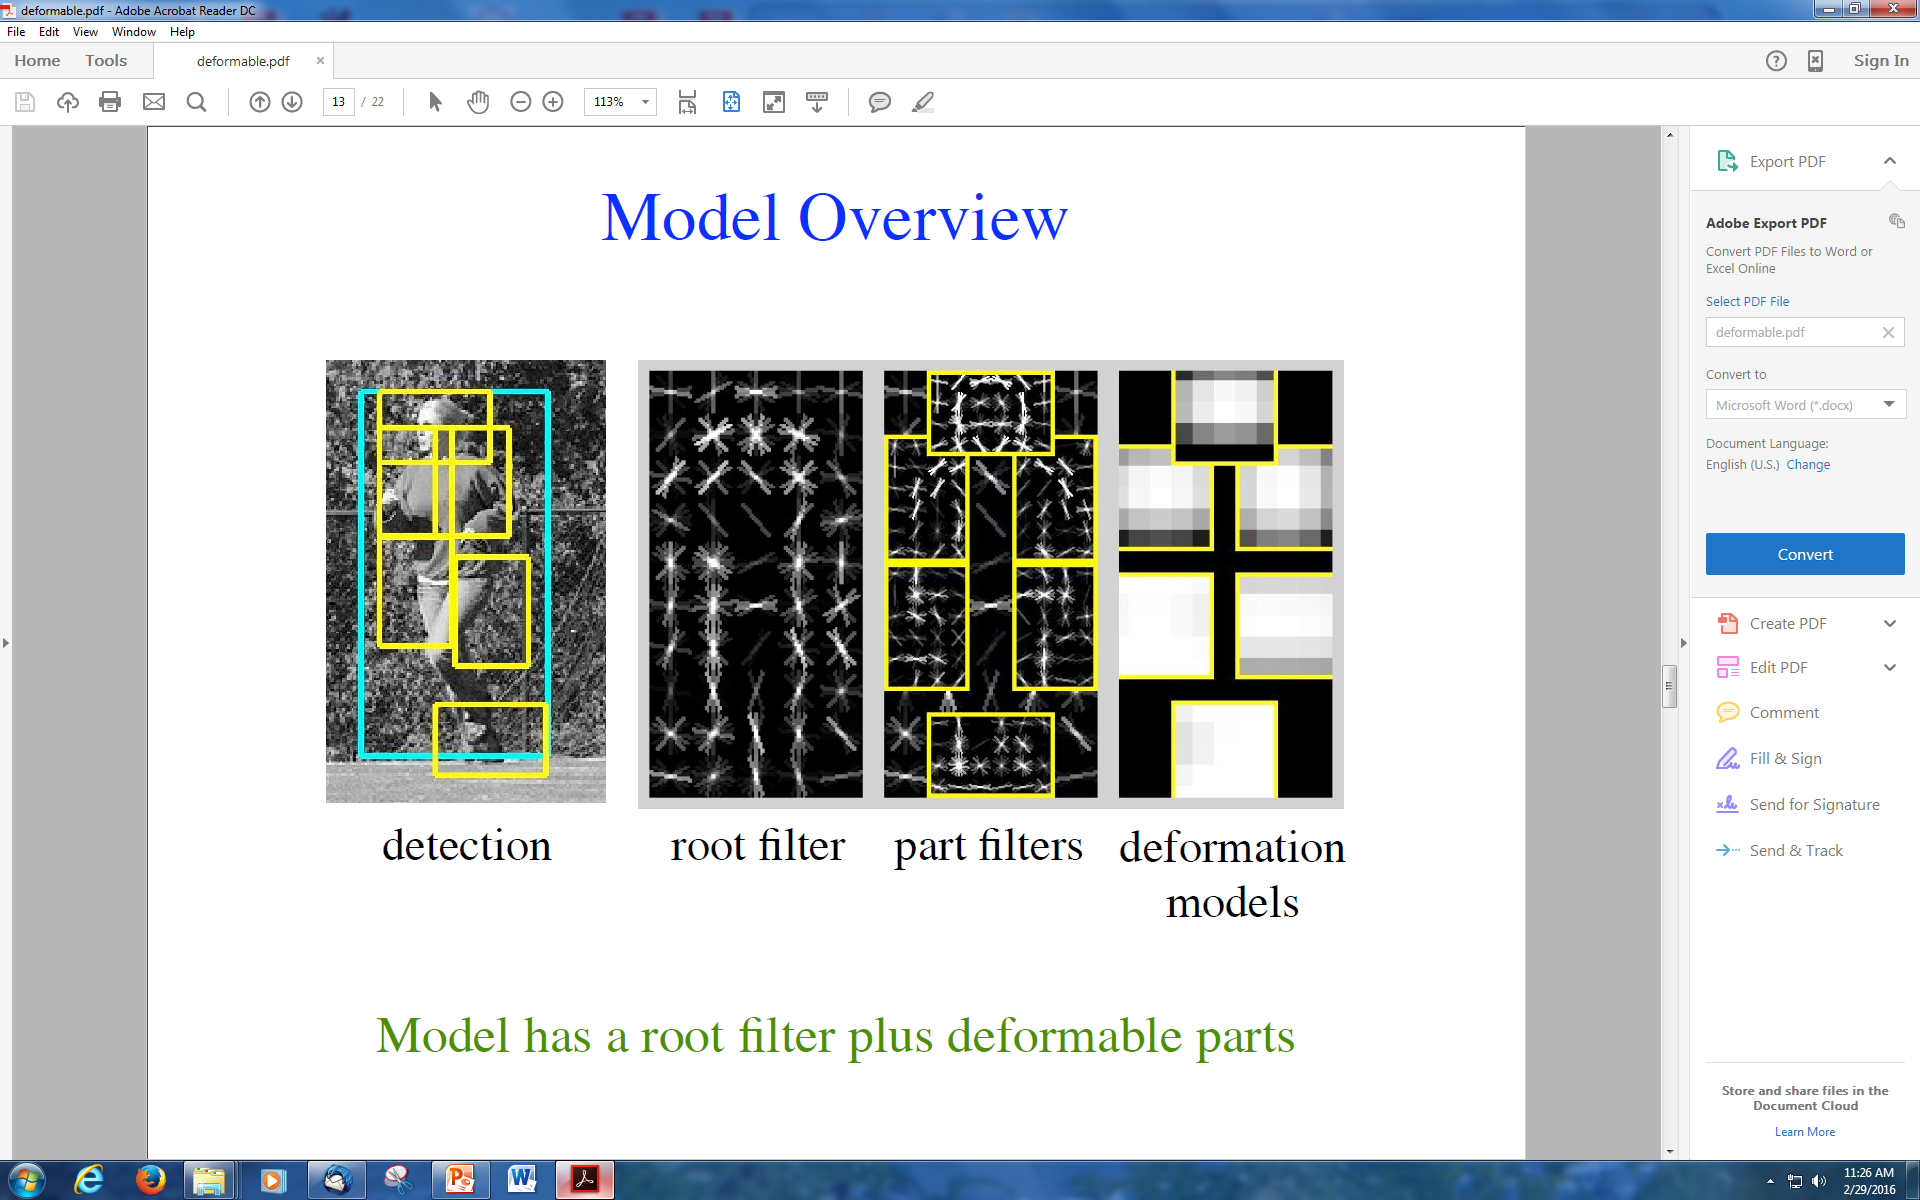 deformable.pdf - Adobe Acrobat Reader DC
File Edit View Window Help
Home Tools deformable.pdf × Sign In
13 / 22 113%
Model Overview
detection root filter part filters deformation
models
Model has a root filter plus deformable parts
Export PDF
Adobe Export PDF
Convert PDF Files to Word or
Excel Online
Select PDF File
deformable.pdf
Convert to
Microsoft Word (*.docx)
Document Language:
English (U.S.) Change
Convert
Create PDF
Edit PDF
Comment
Fill & Sign
Send for Signature
Send & Track
Store and share files in the
Document Cloud
Learn More
11:26 AM
2/29/2016